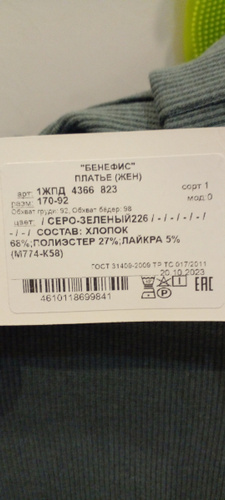 "БЕНЕФИС"
ПЛАТЬЕ (ЖЕН)
арт: 1ЖПД 4366 823 сорт 1
разм: 170-92 мод:0
Обхват груди: 92, Обхват бедер: 98
цвет: / СЕРО-ЗЕЛЕНЫЙ226 / - / - / - / - /
- / - / СОСТАВ: ХЛОПОК
68%;ПОЛИЭСТЕР 27%;ЛАЙКРА 5%
(М774-К58)
ГОСТ 31409-2009 ТР ТС 017/2011
20.10.2023
4610118699841
EAC